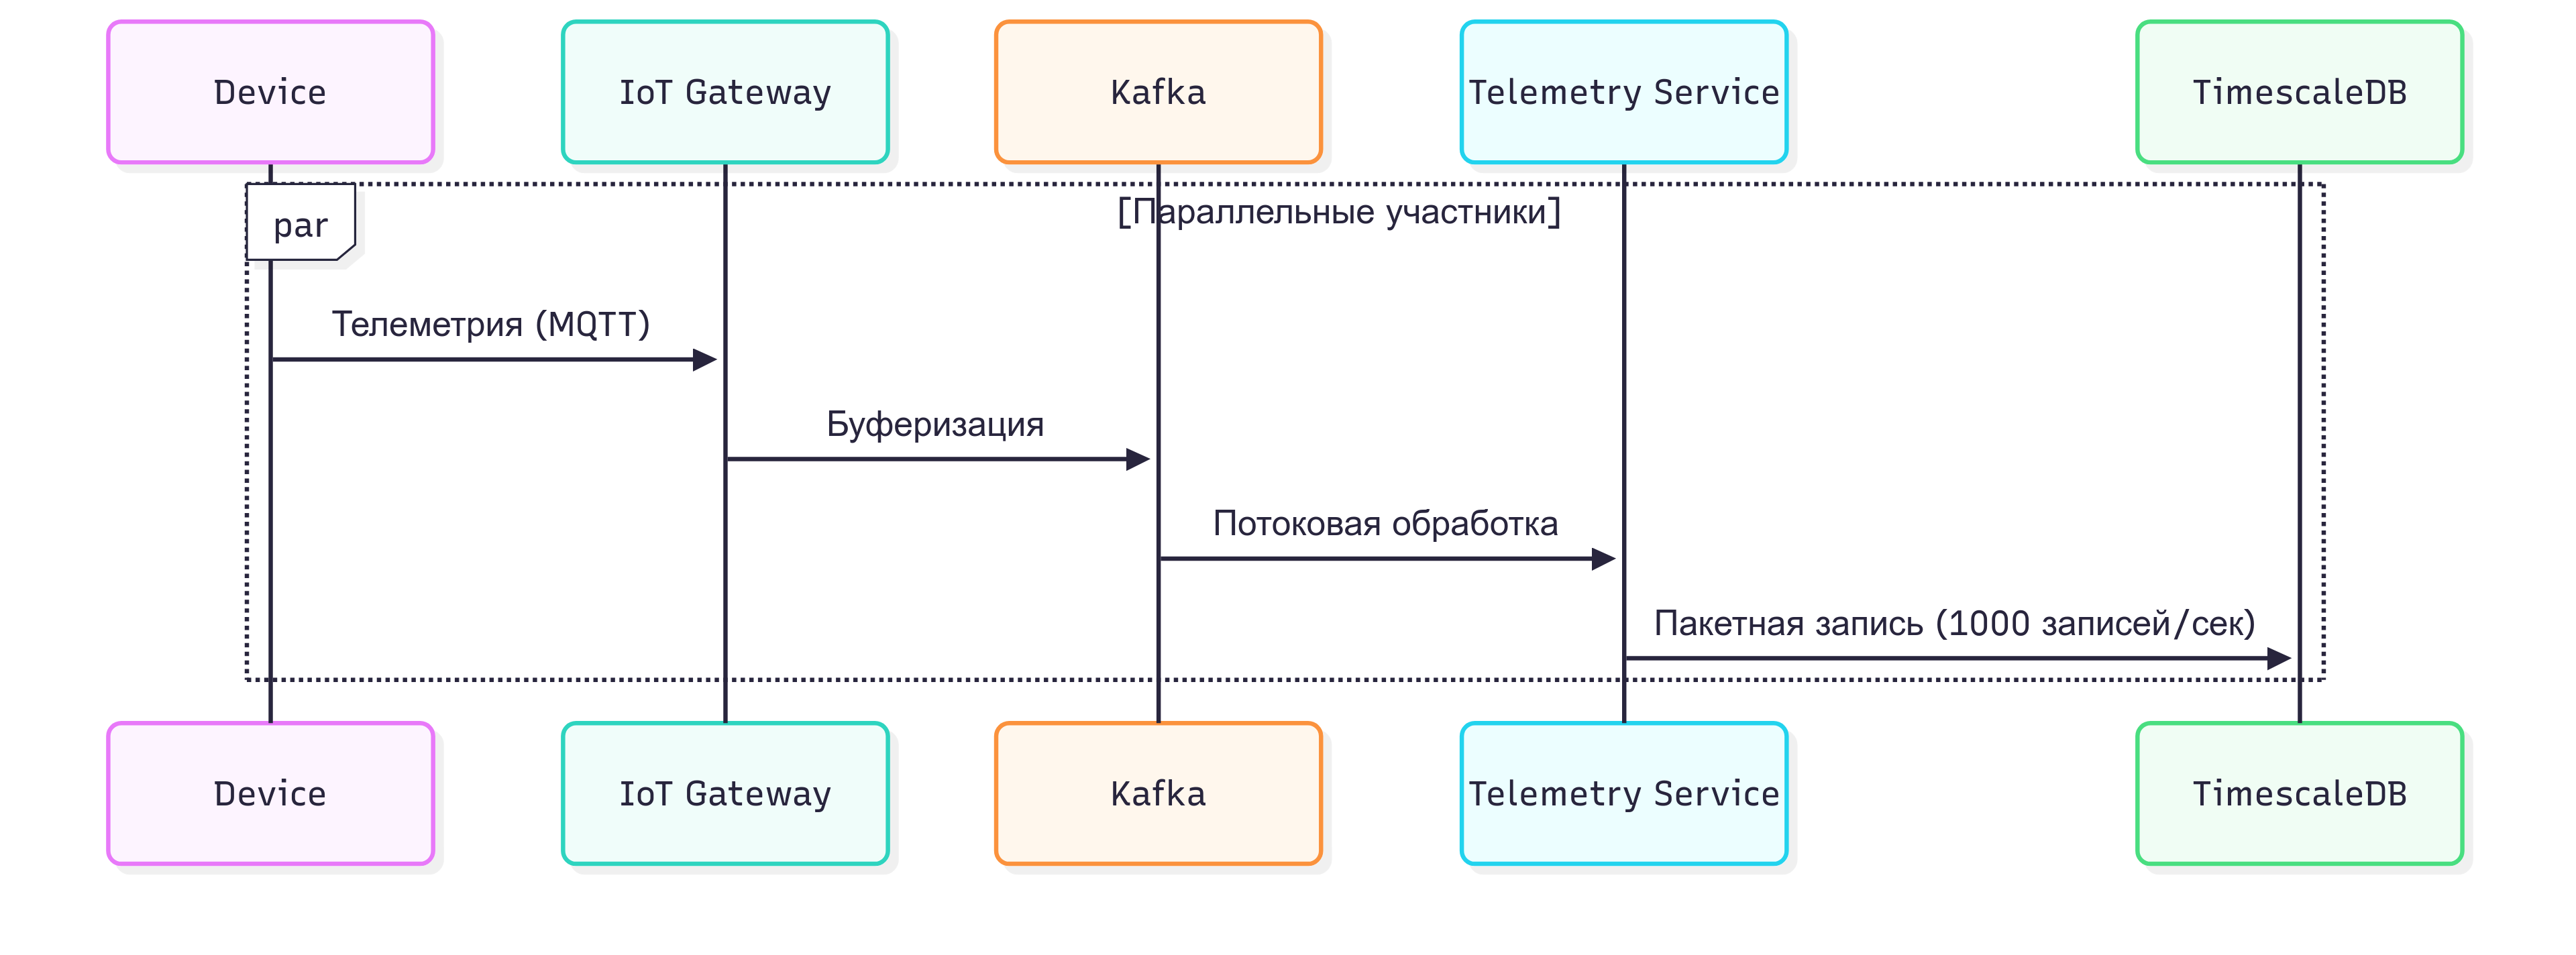 Device
IoT Gateway
Kafka
Telemetry Service
TimescaleDB
par
[Параллельные участники]
Телеметрия (MQTT)
Буферизация
Потоковая обработка
Пакетная запись (1000 записей/сек)
Device
IoT Gateway
Kafka
Telemetry Service
TimescaleDB